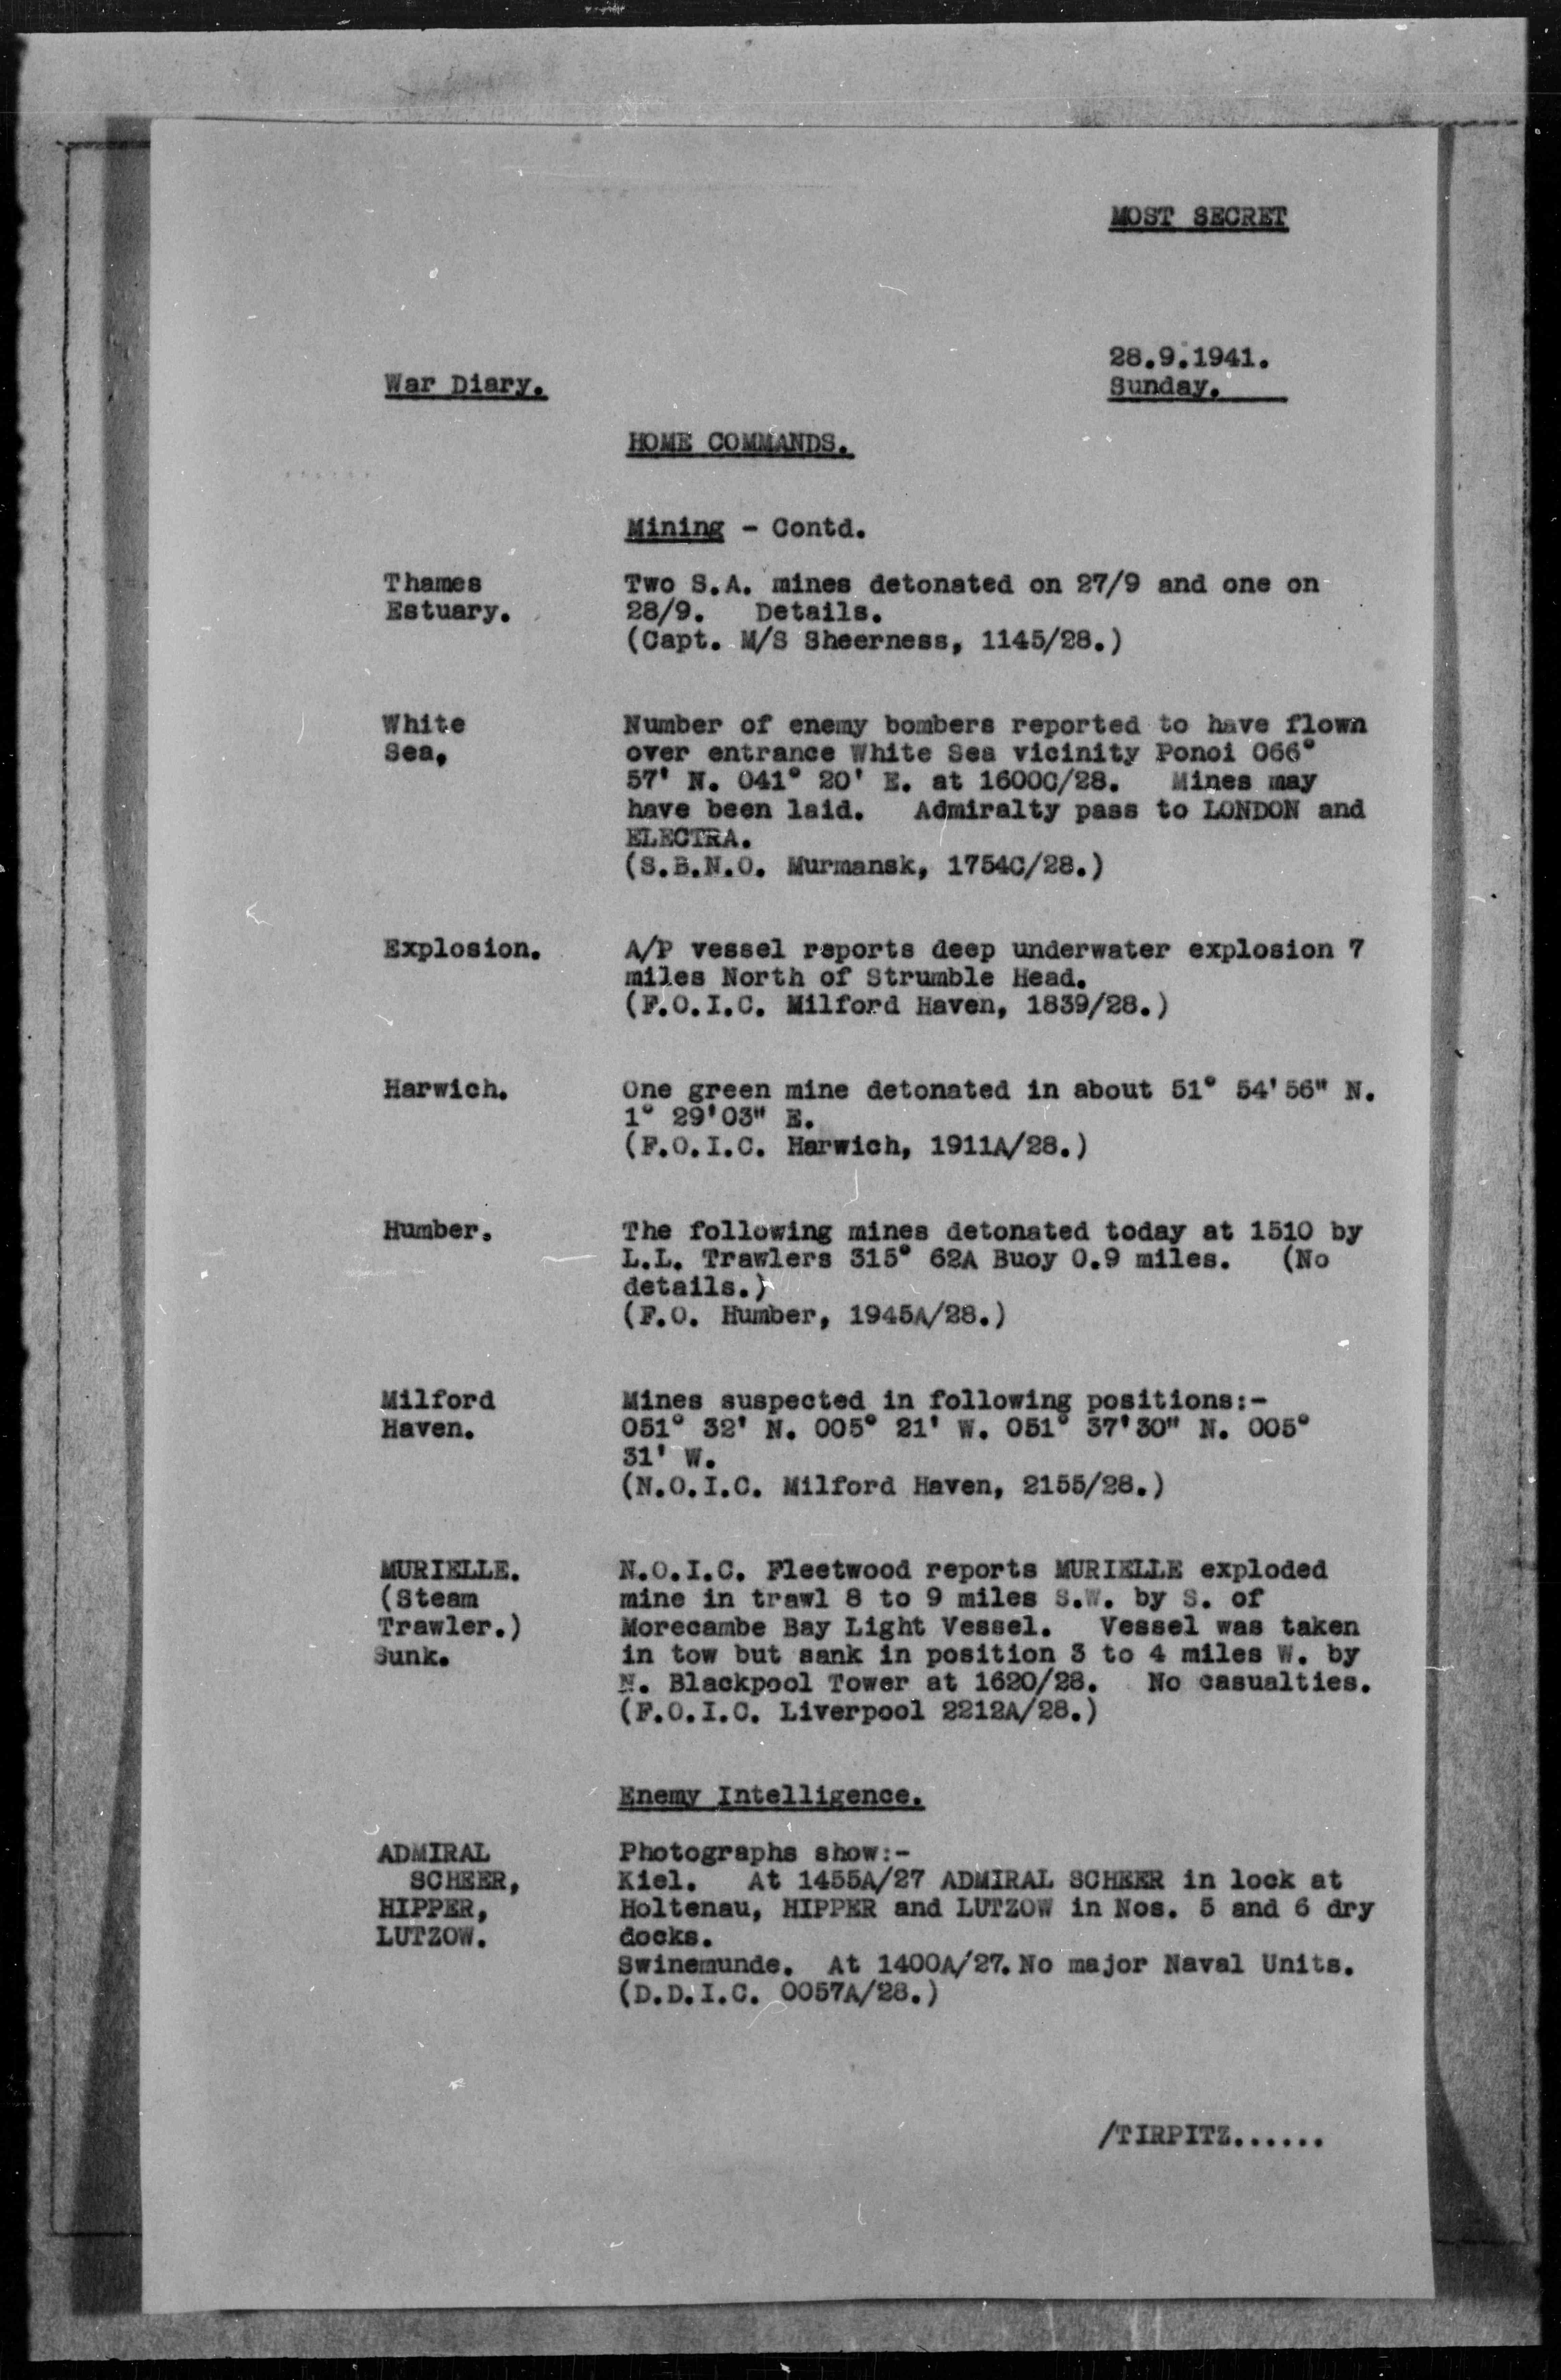 MOST SECRET
28.9.1941.
War Diary.
Sunday.
HOME COMMANDS.
Mining - Contd.
Thames Two S.A. mines detonated on 27/9 and one on
Estuary. 28/9. Details.
(Capt. M/S Sheerness, 1145/28.)
White Number of enemy bombers reported to have flown
Sea. over entrance White Sea vicinity Ponoi 066°
57' N. 041° 20' E. at 1600C/28. Mines may
have been laid. Admiralty pass to LONDON and
ELECTRA.
(S.B.N.O. Murmansk, 1754C/28.)
Explosion. A/P vessel reports deep underwater explosion 7
miles North of Strumble Head.
(F.O.I.C. Milford Haven, 1839/28.)
Harwich. One green mine detonated in about 51° 54'56" N.
1° 29'03" E.
(F.O.I.C. Harwich, 1911A/28.)
Humber. The following mines detonated today at 1510 by
L.L. Trawlers 315° 62A Buoy 0.9 miles. (No
details.)
(F.O. Humber, 1945A/28.)
Milford Mines suspected in following positions:-
Haven. 051° 32' N. 005° 21' W. 051° 37'30" N. 005°
31' W.
(N.O.I.C. Milford Haven, 2155/28.)
MURIELLE. N.O.I.C. Fleetwood reports MURIELLE exploded
(Steam mine in trawl 8 to 9 miles S.W. by S. of
Trawler.) Morecambe Bay Light Vessel. Vessel was taken
Sunk. in tow but sank in position 3 to 4 miles W. by
N. Blackpool Tower at 1620/28. No casualties.
(F.O.I.C. Liverpool 2212A/28.)
Enemy Intelligence.
ADMIRAL Photographs show:-
SCHEER, Kiel. At 1455A/27 ADMIRAL SCHEER in lock at
HIPPER, Holtenau, HIPPER and LUTZOW in Nos. 5 and 6 dry
LUTZOW. docks.
Swinemunde. At 1400A/27. No major Naval Units.
(D.D.I.C. 0057A/28.)
/TIRPITZ......